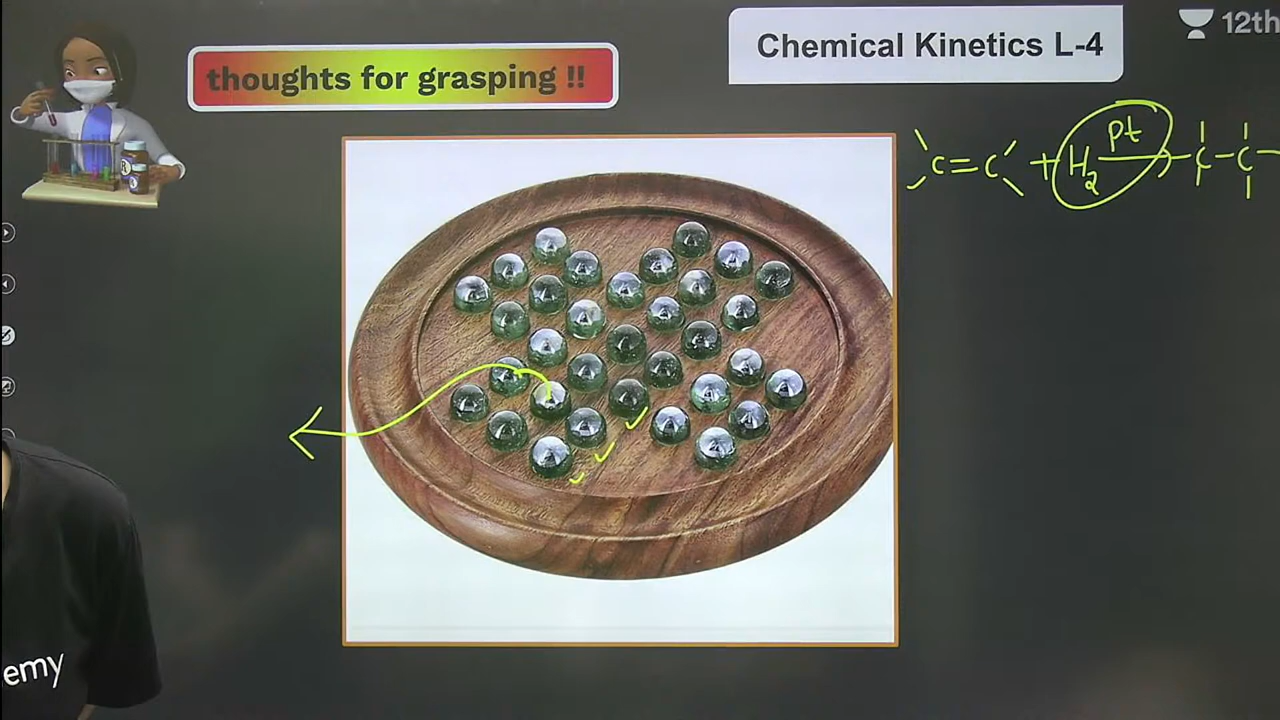 thoughts for grasping !!
Chemical Kinetics L-4
12th
C=C + H₂ Pt → -C-C-
emy